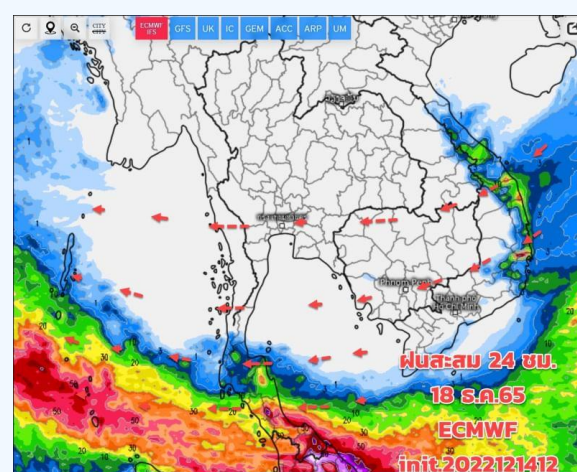 CITY
CITY
ECMWF
IFS
GFS
UK
IC
GEM
ACC
ARP
UM
Phnom Penh
Thành phố
Hồ Chí Minh
ฝนสะสม 24 ชม.
18 ธ.ค.65
ECMWF
init.2022121412